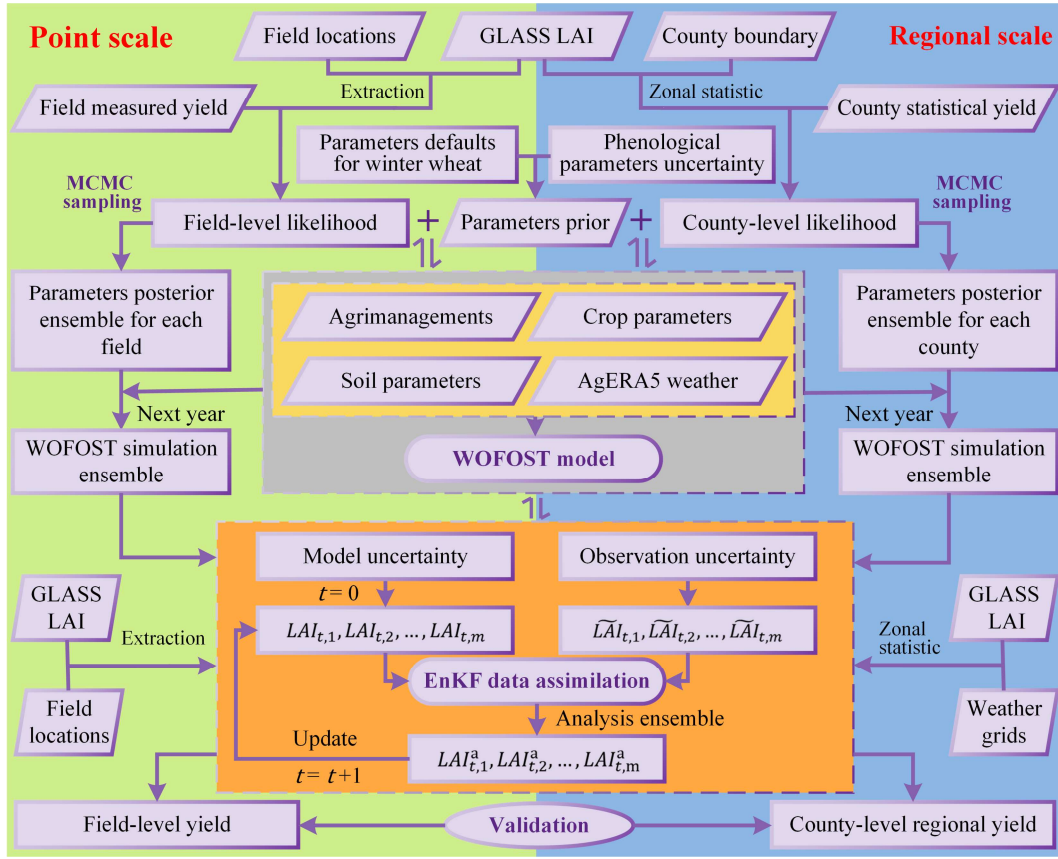 Point scale
Field locations
GLASS LAI
County boundary
Regional scale
Extraction
Zonal statistic
Field measured yield
County statistical yield
Parameters defaults
for winter wheat
Phenological
parameters uncertainty
MCMC
sampling
MCMC
sampling
Field-level likelihood
+
Parameters prior
+
County-level likelihood
Parameters posterior
ensemble for each
field
Agrimanagements
Crop parameters
Parameters posterior
ensemble for each
county
Soil parameters
AgERA5 weather
Next year
Next year
WOFOST simulation
ensemble
WOFOST model
WOFOST simulation
ensemble
Model uncertainty
Observation uncertainty
t = 0
GLASS
LAI
LAI_{t,1}, LAI_{t,2}, ..., LAI_{t,m}
L͠AI_{t,1}, L͠AI_{t,2}, ..., L͠AI_{t,m}
GLASS
LAI
Extraction
Zonal
statistic
EnKF data assimilation
Field
locations
Analysis ensemble
Weather
grids
Update
t = t+1
LAI^a_{t,1}, LAI^a_{t,2}, ..., LAI^a_{t,m}
Field-level yield
Validation
County-level regional yield